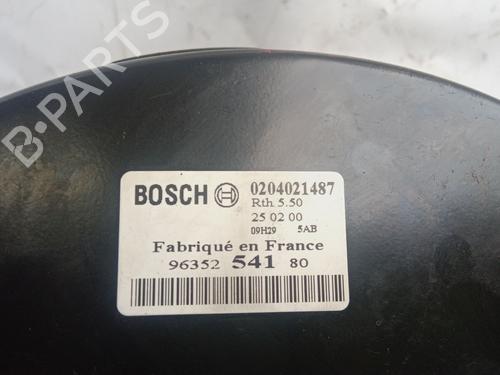 B-PARTS
BOSCH
0204021487
Rth 5.50
25 02 00
09H29 5AB
Fabriqué en France
96352 541 80